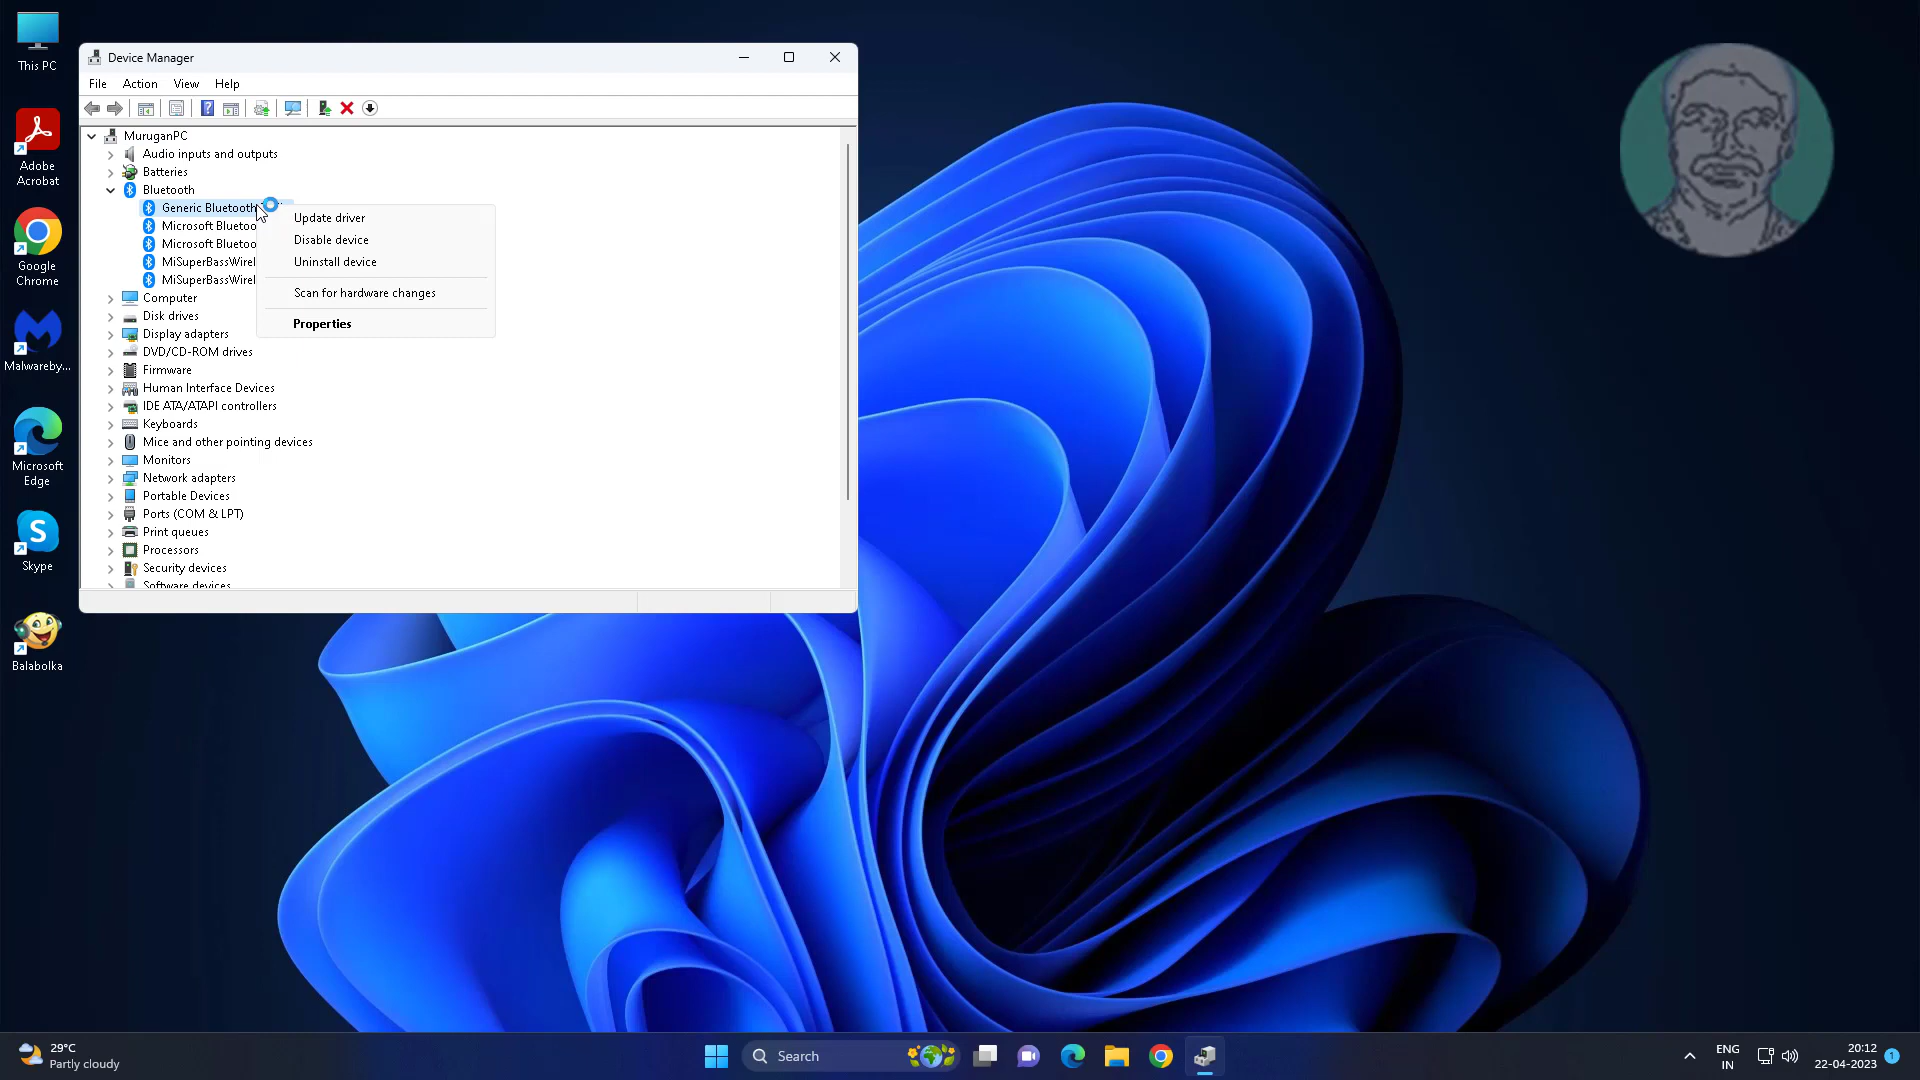 This PC
Adobe
Acrobat
Google
Chrome
Malwareby...
Microsoft
Edge
Skype
Balabolka
Device Manager
File Action View Help
MuruganPC
Audio inputs and outputs
Batteries
Bluetooth
Generic Bluetooth
Microsoft Bluetoo
Microsoft Bluetoo
MiSuperBassWirel
MiSuperBassWirel
Computer
Disk drives
Display adapters
DVD/CD-ROM drives
Firmware
Human Interface Devices
IDE ATA/ATAPI controllers
Keyboards
Mice and other pointing devices
Monitors
Network adapters
Portable Devices
Ports (COM & LPT)
Print queues
Processors
Security devices
Software devices
Update driver
Disable device
Uninstall device
Scan for hardware changes
Properties
29°C
Partly cloudy
Search
ENG
IN
20:12
22-04-2023
1